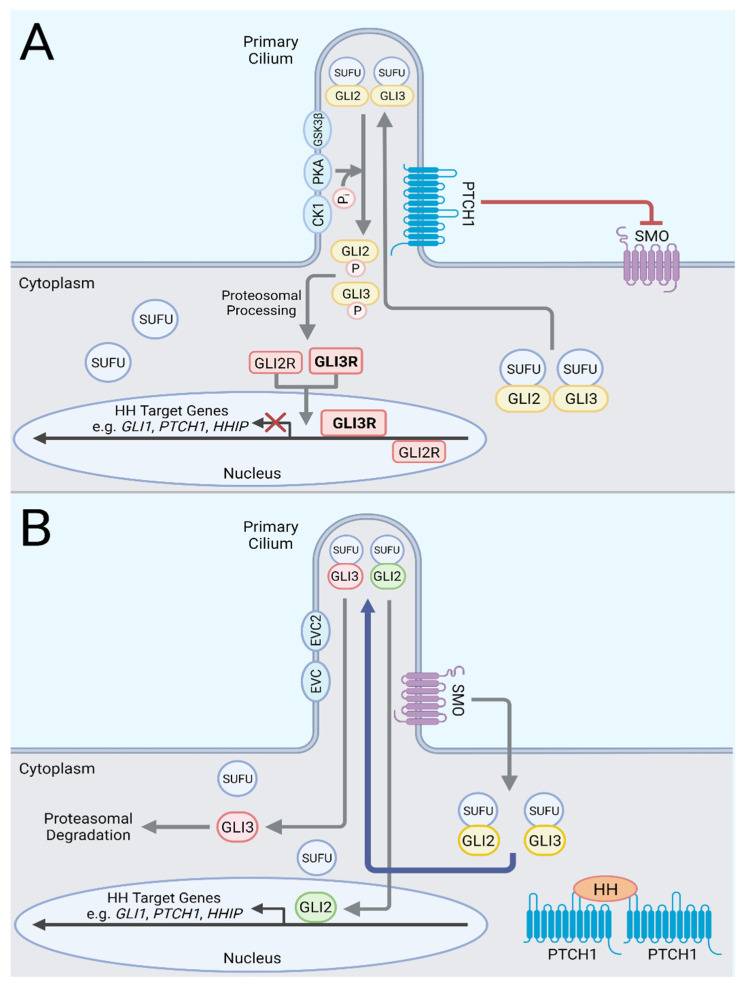 A
Primary
Cilium
SUFU
SUFU
GLI2
GLI3
GSK3β
PKA
Pi
CK1
PTCH1
SMO
GLI2
P
GLI3
P
Cytoplasm
Proteosomal
Processing
SUFU
SUFU
SUFU
SUFU
GLI2
GLI3
GLI2R
GLI3R
HH Target Genes
e.g. GLI1, PTCH1, HHIP
GLI3R
GLI2R
Nucleus
B
Primary
Cilium
SUFU
SUFU
GLI3
GLI2
EVC2
EVC
SMO
Cytoplasm
SUFU
Proteasomal
Degradation
GLI3
SUFU
SUFU
SUFU
GLI2
GLI3
HH Target Genes
e.g. GLI1, PTCH1, HHIP
GLI2
Nucleus
HH
PTCH1
PTCH1